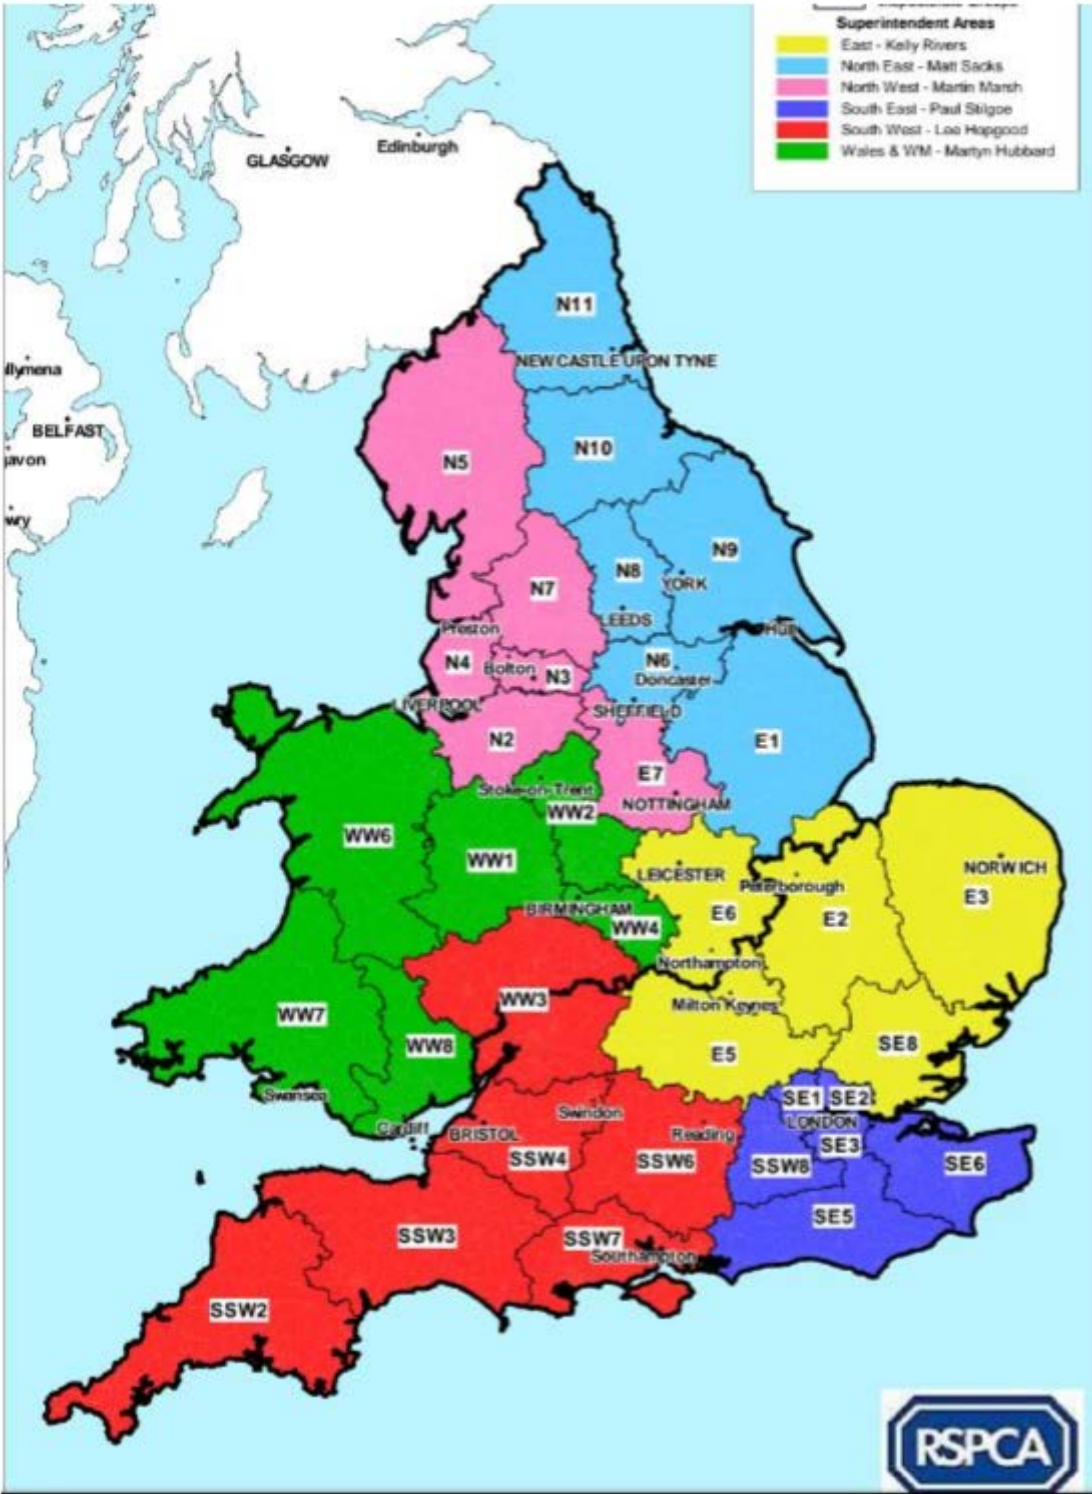 Superintendent Areas
East - Kelly Rivers
North East - Matt Sacks
North West - Martin Marsh
South East - Paul Stilgoe
South West - Lee Hopgood
Wales & WM - Martyn Hubbard
Edinburgh
GLASGOW
N11
NEWCASTLE UPON TYNE
llymena
BELFAST
avon
wry
N5
N10
N9
N8
YORK
N7
LEEDS
Preston
Hull
N4
Bolton
N3
N6
Doncaster
LIVERPOOL
SHEFFIELD
N2
E1
E7
Stoke-on-Trent
NOTTINGHAM
WW2
WW6
WW1
LEICESTER
NORWICH
Peterborough
E3
BIRMINGHAM
E6
E2
WW4
Northampton
WW3
Milton Keynes
WW7
WW8
E5
SE8
Swansea
SE1
SE2
Swindon
LONDON
Cardiff
BRISTOL
Reading
SE3
SSW4
SSW6
SSW8
SE6
SE5
SSW3
SSW7
Southampton
SSW2
RSPCA